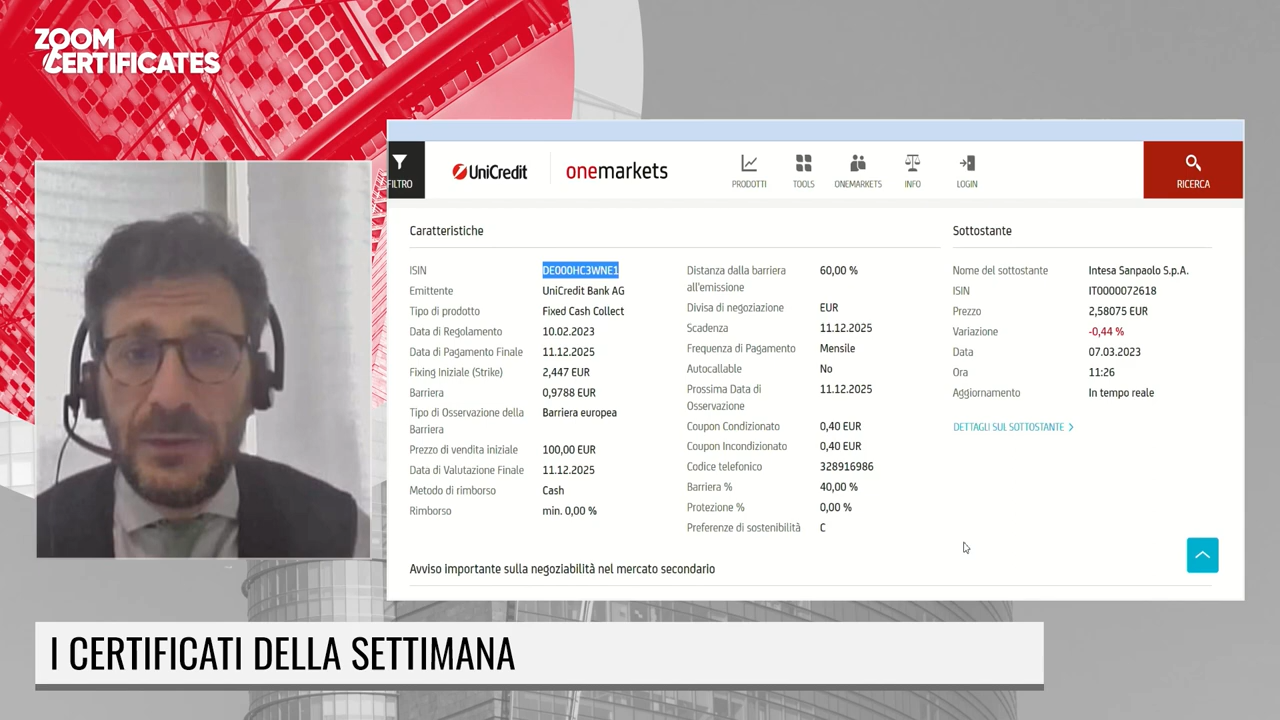 ZOOM
CERTIFICATES
FILTRO
UniCredit
onemarkets
PRODOTTI
TOOLS
ONEMARKETS
INFO
LOGIN
RICERCA
Caratteristiche
ISIN DE000HC3WNE1
Emittente UniCredit Bank AG
Tipo di prodotto Fixed Cash Collect
Data di Regolamento 10.02.2023
Data di Pagamento Finale 11.12.2025
Fixing Iniziale (Strike) 2,447 EUR
Barriera 0,9788 EUR
Tipo di Osservazione della Barriera europea
Barriera
Prezzo di vendita iniziale 100,00 EUR
Data di Valutazione Finale 11.12.2025
Metodo di rimborso Cash
Rimborso min. 0,00 %
Distanza dalla barriera 60,00 %
all'emissione
Divisa di negoziazione EUR
Scadenza 11.12.2025
Frequenza di Pagamento Mensile
Autocallable No
Prossima Data di 11.12.2025
Osservazione
Coupon Condizionato 0,40 EUR
Coupon Incondizionato 0,40 EUR
Codice telefonico 328916986
Barriera % 40,00 %
Protezione % 0,00 %
Preferenze di sostenibilità C
Sottostante
Nome del sottostante Intesa Sanpaolo S.p.A.
ISIN IT0000072618
Prezzo 2,58075 EUR
Variazione -0,44 %
Data 07.03.2023
Ora 11:26
Aggiornamento In tempo reale
DETTAGLI SUL SOTTOSTANTE
Avviso importante sulla negoziabilità nel mercato secondario
I CERTIFICATI DELLA SETTIMANA